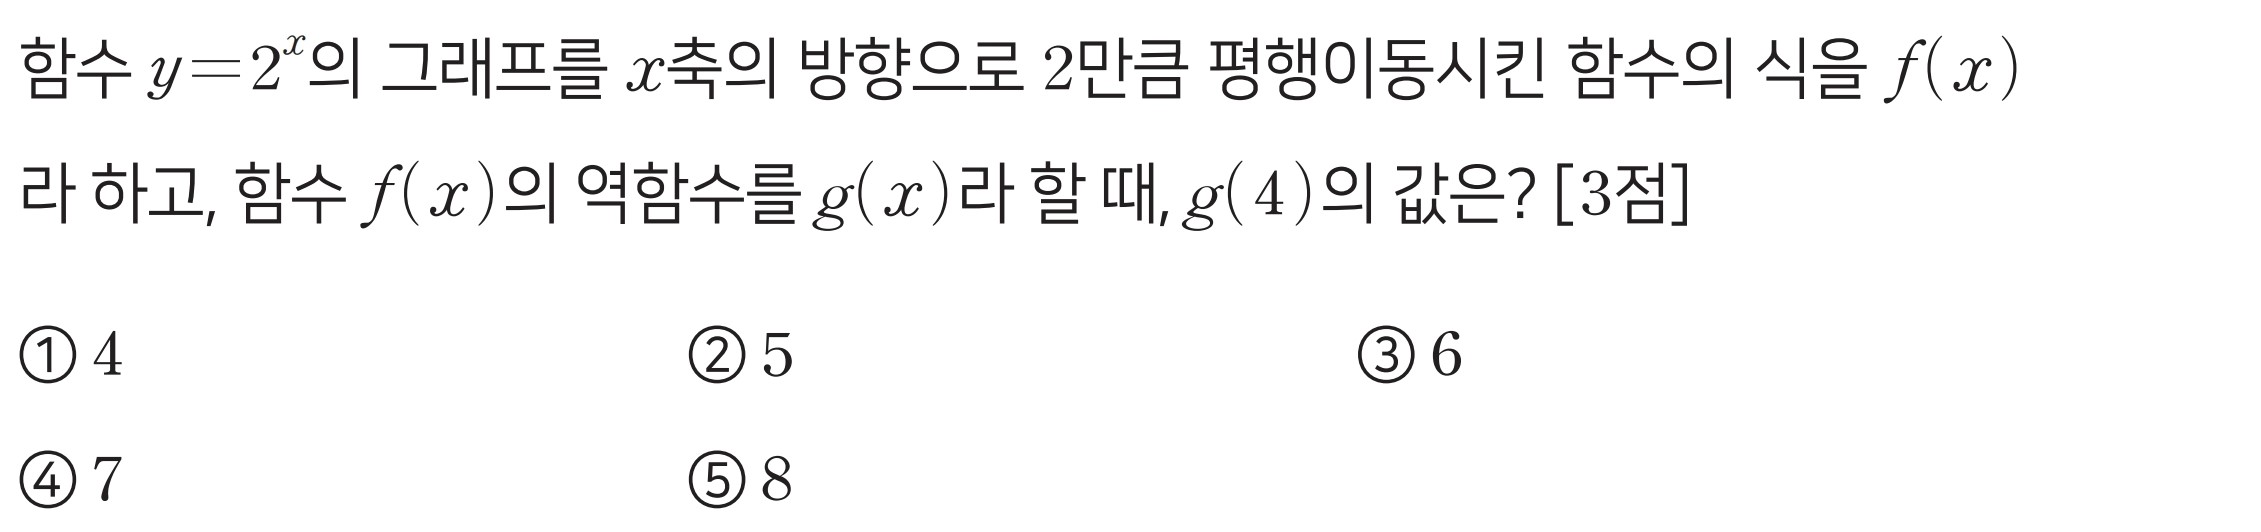 함수 y=2^x의 그래프를 x축의 방향으로 2만큼 평행이동시킨 함수의 식을 f(x)
라 하고, 함수 f(x)의 역함수를 g(x)라 할 때, g(4)의 값은? [3점]
① 4 ② 5 ③ 6
④ 7 ⑤ 8